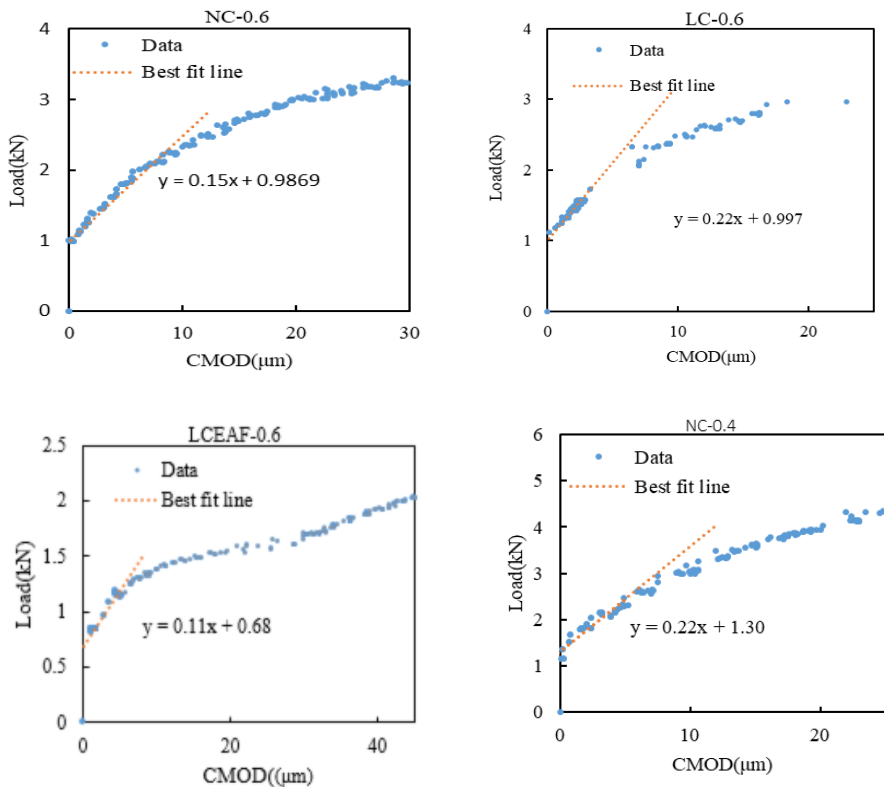 NC-0.6
4
3
2
1
0
Load(kN)
Data
Best fit line
y = 0.15x + 0.9869
0 10 20 30
CMOD(μm)
LC-0.6
4
3
2
1
0
Load(kN)
Data
Best fit line
y = 0.22x + 0.997
0 10 20
CMOD(μm)
LCEAF-0.6
2.5
2
1.5
1
0.5
0
Load(kN)
Data
Best fit line
y = 0.11x + 0.68
0 20 40
CMOD((μm)
NC-0.4
6
5
4
3
2
1
0
Load(kN)
Data
Best fit line
y = 0.22x + 1.30
0 10 20
CMOD(μm)